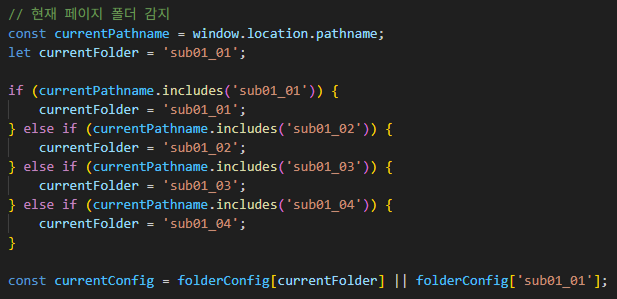 // 현재 페이지 폴더 감지
const currentPathname = window.location.pathname;
let currentFolder = 'sub01_01';
if (currentPathname.includes('sub01_01')) {
currentFolder = 'sub01_01';
} else if (currentPathname.includes('sub01_02')) {
currentFolder = 'sub01_02';
} else if (currentPathname.includes('sub01_03')) {
currentFolder = 'sub01_03';
} else if (currentPathname.includes('sub01_04')) {
currentFolder = 'sub01_04';
}
const currentConfig = folderConfig[currentFolder] || folderConfig['sub01_01'];